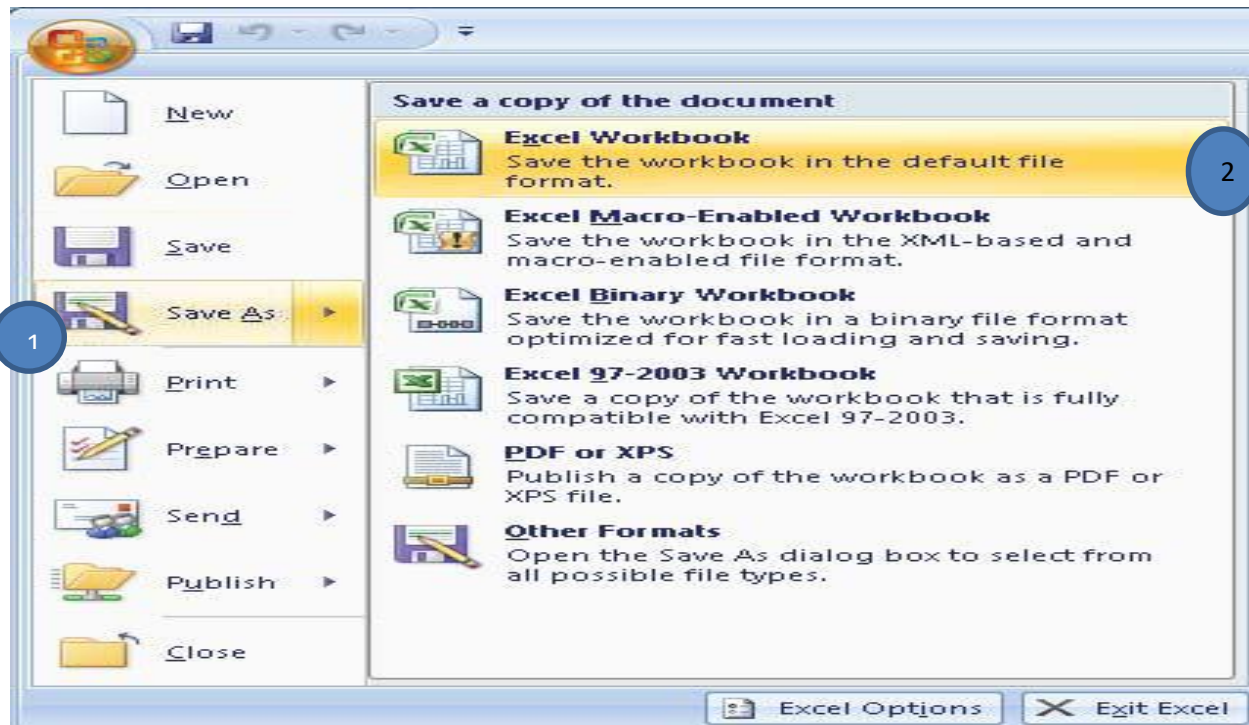 New
Open
Save
Save As
Print
Prepare
Send
Publish
Close
1
Save a copy of the document
Excel Workbook
Save the workbook in the default file
format.
2
Excel Macro-Enabled Workbook
Save the workbook in the XML-based and
macro-enabled file format.
Excel Binary Workbook
Save the workbook in a binary file format
optimized for fast loading and saving.
Excel 97-2003 Workbook
Save a copy of the workbook that is fully
compatible with Excel 97-2003.
PDF or XPS
Publish a copy of the workbook as a PDF or
XPS file.
Other Formats
Open the Save As dialog box to select from
all possible file types.
Excel Options
Exit Excel